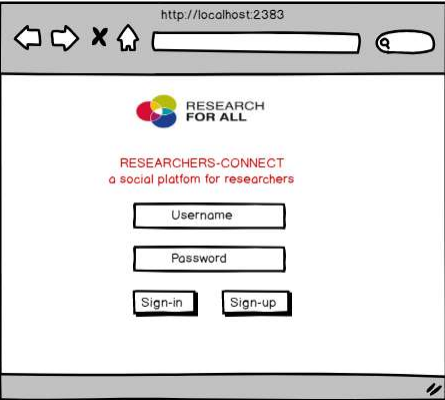 http://localhost:2383
RESEARCH
FOR ALL
RESEARCHERS-CONNECT
a social platfom for researchers
Username
Password
Sign-in Sign-up